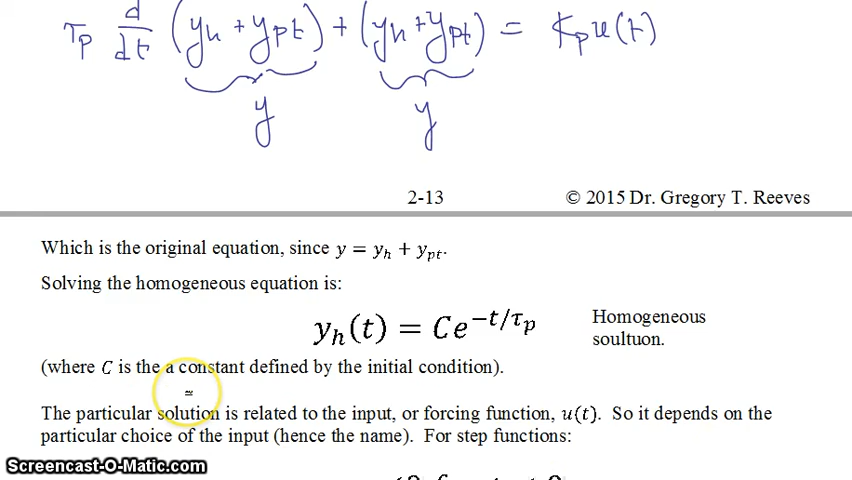 τp d/dt (yh + ypt) + (yh + ypt) = Kp u(t)
y y
2-13 © 2015 Dr. Gregory T. Reeves
Which is the original equation, since y = yh + ypt.
Solving the homogeneous equation is:
yh(t) = Ce^−t/τp Homogeneous
soultuon.
(where C is the a constant defined by the initial condition).
The particular solution is related to the input, or forcing function, u(t). So it depends on the
particular choice of the input (hence the name). For step functions:
Screencast-O-Matic.com